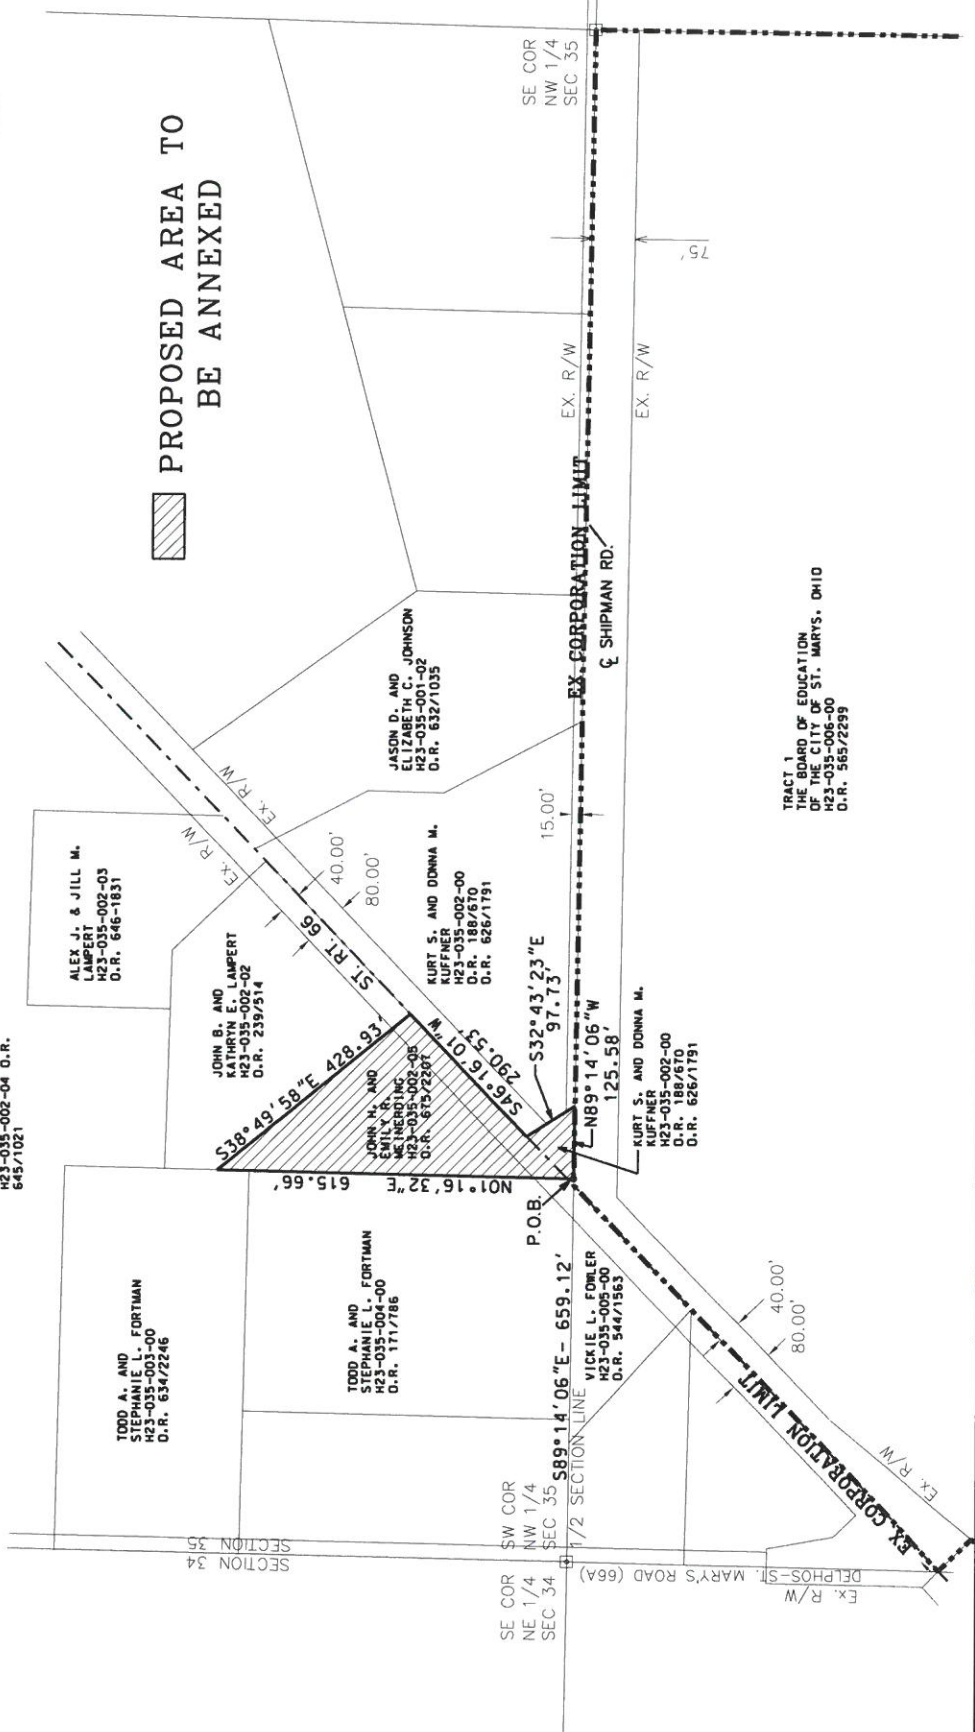 PROPOSED AREA TO
BE ANNEXED
SE COR
NW 1/4
SEC 35
75'
EX. R/W
EX. R/W
EX CORPORATION LIMIT
℄ SHIPMAN RD.
TRACT 1
THE BOARD OF EDUCATION
OF THE CITY OF ST. MARYS, OHIO
H23-035-006-00
O.R. 565/2299
JASON D. AND
ELIZABETH C. JOHNSON
H23-035-001-02
O.R. 632/1035
15.00'
Ex. R/W
Ex. R/W
40.00'
80.00'
ST. RT. 66
ALEX J. & JILL M.
LAMPERT
H23-035-002-03
O.R. 646-1831
JOHN B. AND
KATHRYN E. LAMPERT
H23-035-002-02
O.R. 239/514
KURT S. AND DONNA M.
KUFFNER
H23-035-002-00
O.R. 188/670
O.R. 626/1791
H23-035-002-04 O.R.
645/1021
S38°49'58"E 428.93'
JOHN H. AND
EMILY R.
MEINERDING
H23-035-002-05
O.R. 675/2207
S46°16'01"W
290.53'
S32°43'23"E
97.73'
N89°14'06"W
125.58'
KURT S. AND DONNA M.
KUFFNER
H23-035-002-00
O.R. 188/670
O.R. 626/1791
N01°16'32"E 615.66'
P.O.B.
TODD A. AND
STEPHANIE L. FORTMAN
H23-035-003-00
O.R. 634/2246
TODD A. AND
STEPHANIE L. FORTMAN
H23-035-004-00
O.R. 171/786
S89°14'06"E- 659.12'
VICKIE L. FOWLER
H23-035-005-00
O.R. 544/1563
1/2 SECTION LINE
40.00'
80.00'
EX. CORPORATION LIMIT
Ex. R/W
SW COR
NW 1/4
SEC 35
SECTION 35
SECTION 34
SE COR
NE 1/4
SEC 34
DELPHOS-ST. MARY'S ROAD (66A)
Ex. R/W